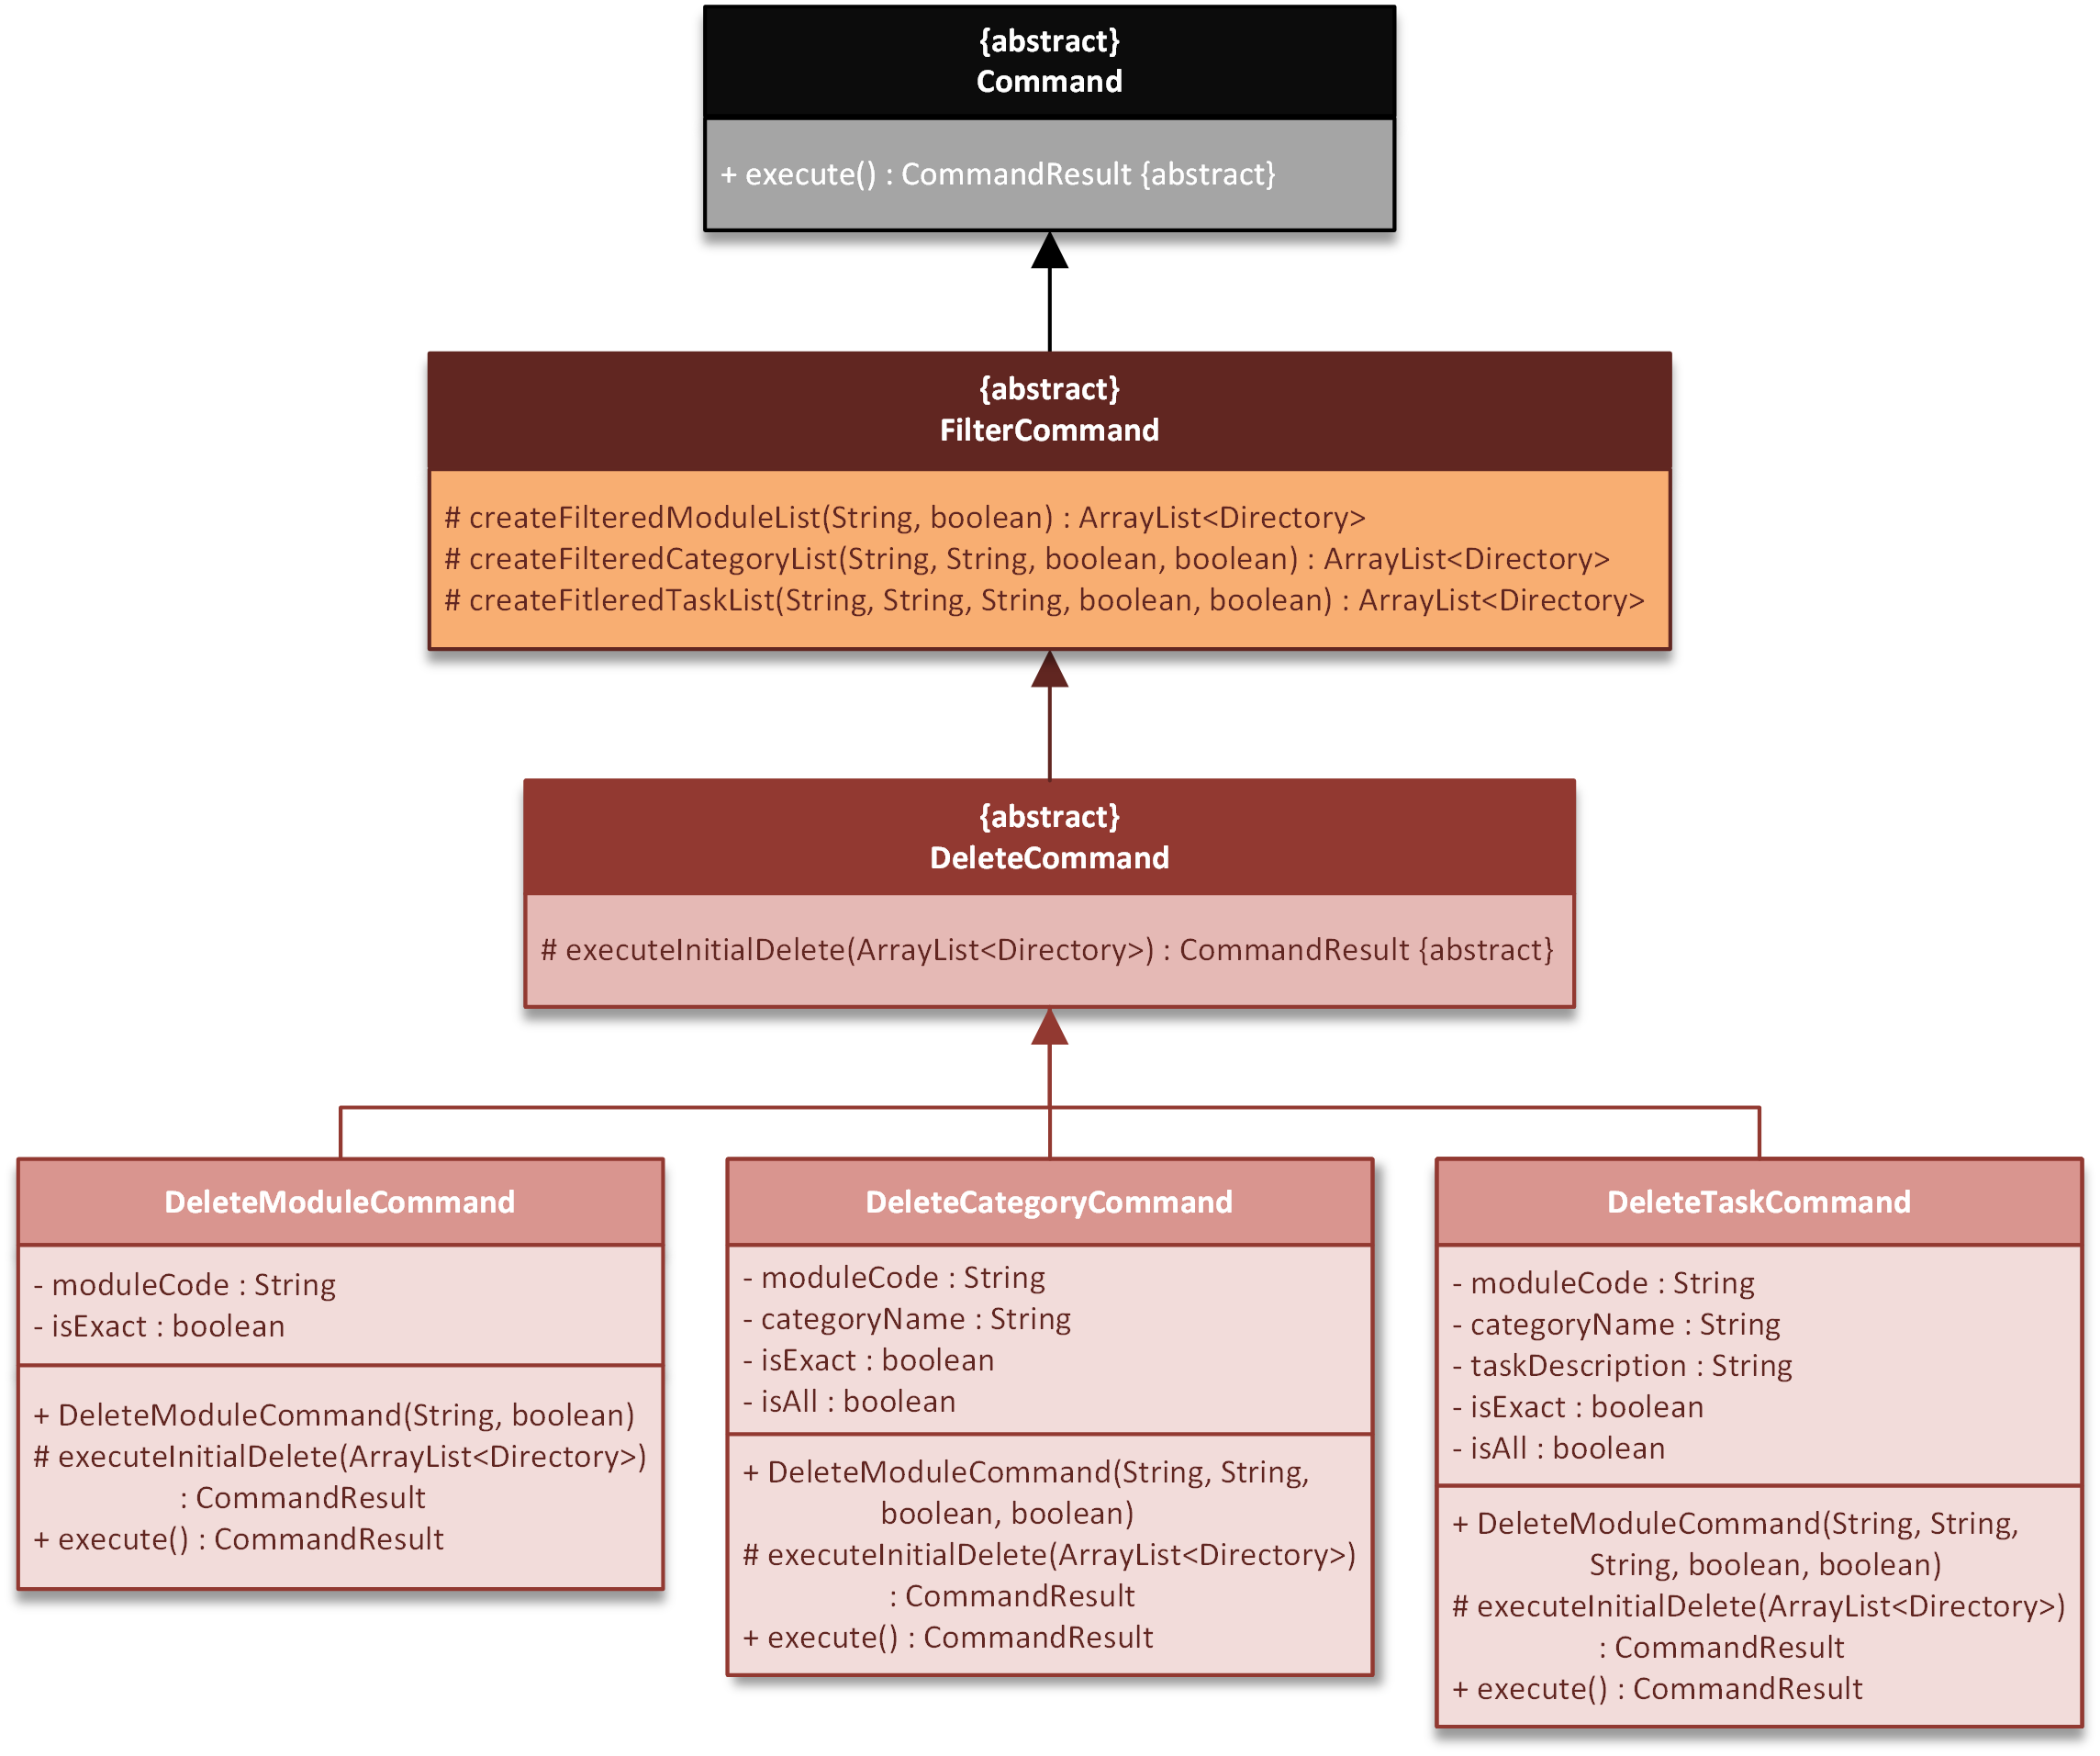 {abstract}
Command
+ execute() : CommandResult {abstract}
{abstract}
FilterCommand
# createFilteredModuleList(String, boolean) : ArrayList<Directory>
# createFilteredCategoryList(String, String, boolean, boolean) : ArrayList<Directory>
# createFitleredTaskList(String, String, String, boolean, boolean) : ArrayList<Directory>
{abstract}
DeleteCommand
# executeInitialDelete(ArrayList<Directory>) : CommandResult {abstract}
DeleteModuleCommand
- moduleCode : String
- isExact : boolean
+ DeleteModuleCommand(String, boolean)
# executeInitialDelete(ArrayList<Directory>)
: CommandResult
+ execute() : CommandResult
DeleteCategoryCommand
- moduleCode : String
- categoryName : String
- isExact : boolean
- isAll : boolean
+ DeleteModuleCommand(String, String,
boolean, boolean)
# executeInitialDelete(ArrayList<Directory>)
: CommandResult
+ execute() : CommandResult
DeleteTaskCommand
- moduleCode : String
- categoryName : String
- taskDescription : String
- isExact : boolean
- isAll : boolean
+ DeleteModuleCommand(String, String,
String, boolean, boolean)
# executeInitialDelete(ArrayList<Directory>)
: CommandResult
+ execute() : CommandResult